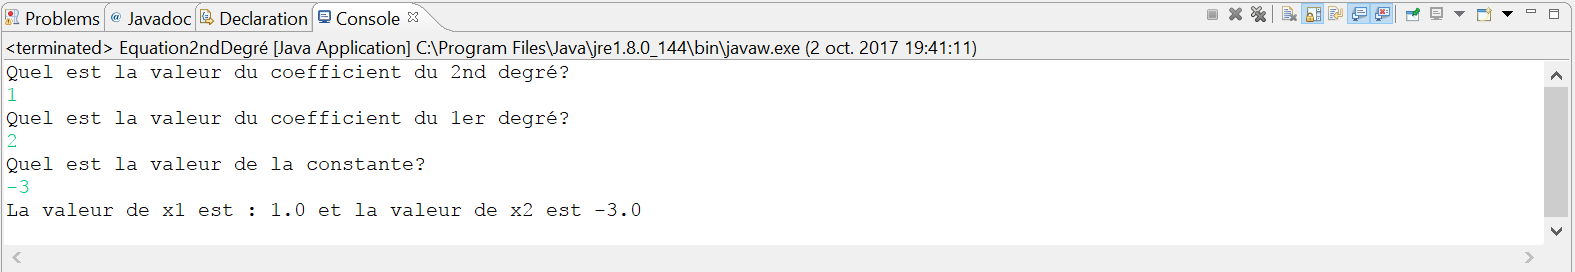 Problems @ Javadoc Declaration Console
<terminated> Equation2ndDegré [Java Application] C:\Program Files\Java\jre1.8.0_144\bin\javaw.exe (2 oct. 2017 19:41:11)
Quel est la valeur du coefficient du 2nd degré?
1
Quel est la valeur du coefficient du 1er degré?
2
Quel est la valeur de la constante?
-3
La valeur de x1 est : 1.0 et la valeur de x2 est -3.0